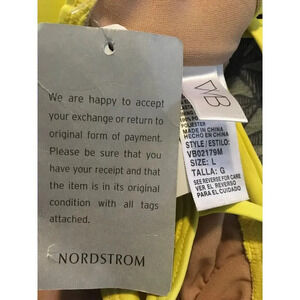 We are happy to accept
your exchange or return to
original form of payment.
Please be sure that you
have your receipt and that
the item is in its original
condition with all tags
attached.
NORDSTROM
POLYESTER
MADE IN CHINA
HECHO EN CHINA
STYLE / ESTILO:
VB02179M
SIZE: L
TALLA: G
SEE REVERSE FOR CARE
VER EL REVERSO
PARA EL CUIDADO